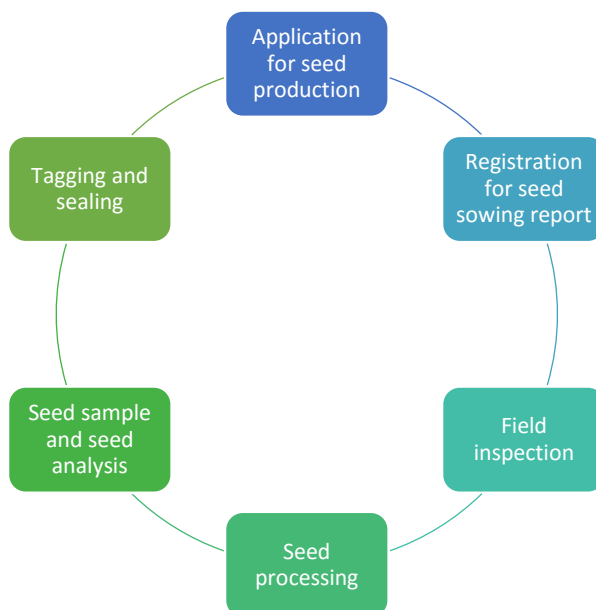 Application
for seed
production
Registration
for seed
sowing report
Field
inspection
Seed
processing
Seed sample
and seed
analysis
Tagging and
sealing